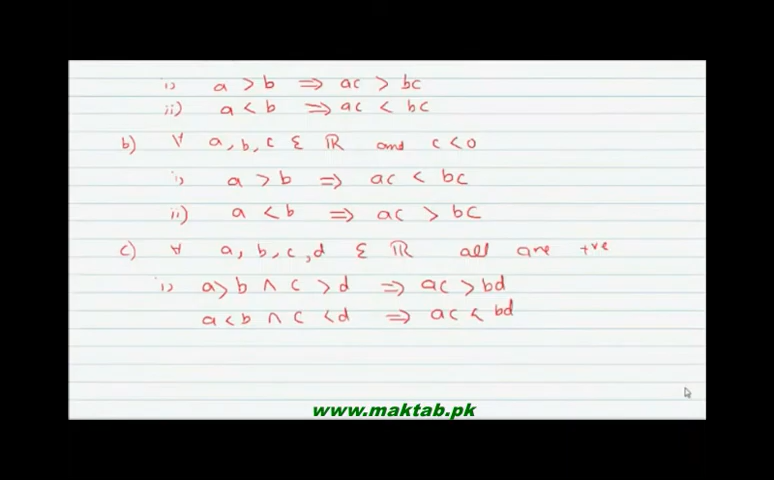 i) a > b ⇒ ac > bc
ii) a < b ⇒ ac < bc
b) ∀ a, b, c ε ℝ and c < 0
i) a > b ⇒ ac < bc
ii) a < b ⇒ ac > bc
c) ∀ a, b, c, d ε ℝ all are +ve
i) a > b ∧ c > d ⇒ ac > bd
a < b ∧ c < d ⇒ ac < bd
www.maktab.pk